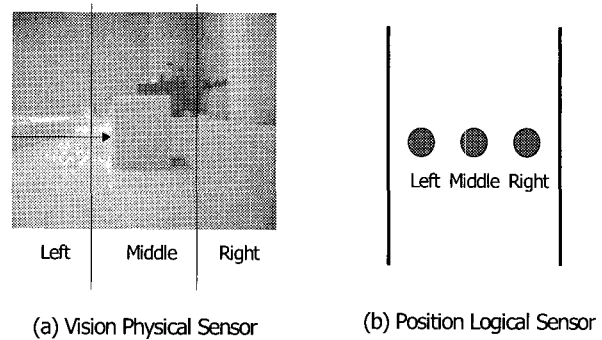 Left Middle Right
(a) Vision Physical Sensor
Left Middle Right
(b) Position Logical Sensor